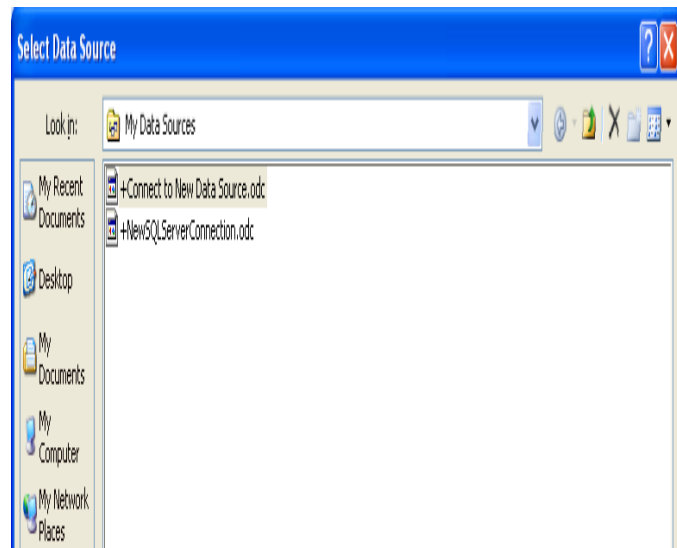 Select Data Source
?
X
Look in:
My Data Sources
My Recent
Documents
+Connect to New Data Source.odc
+NewSQLServerConnection.odc
Desktop
My
Documents
My
Computer
My Network
Places